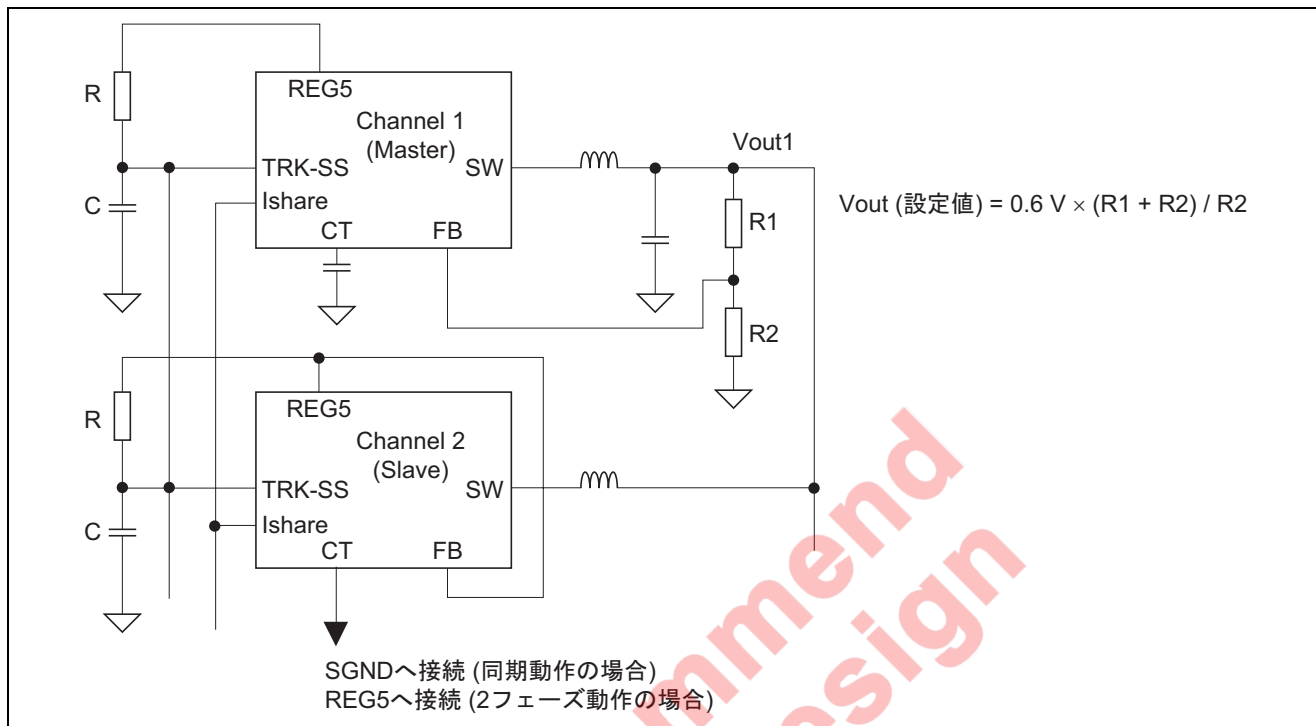 REG5
R
Channel 1
(Master)
Vout1
TRK-SS
SW
Ishare
C
CT
FB
R1
Vout (設定値) = 0.6 V × (R1 + R2) / R2
R2
REG5
R
Channel 2
(Slave)
TRK-SS
SW
Ishare
C
CT
FB
SGNDへ接続 (同期動作の場合)
REG5へ接続 (2フェーズ動作の場合)